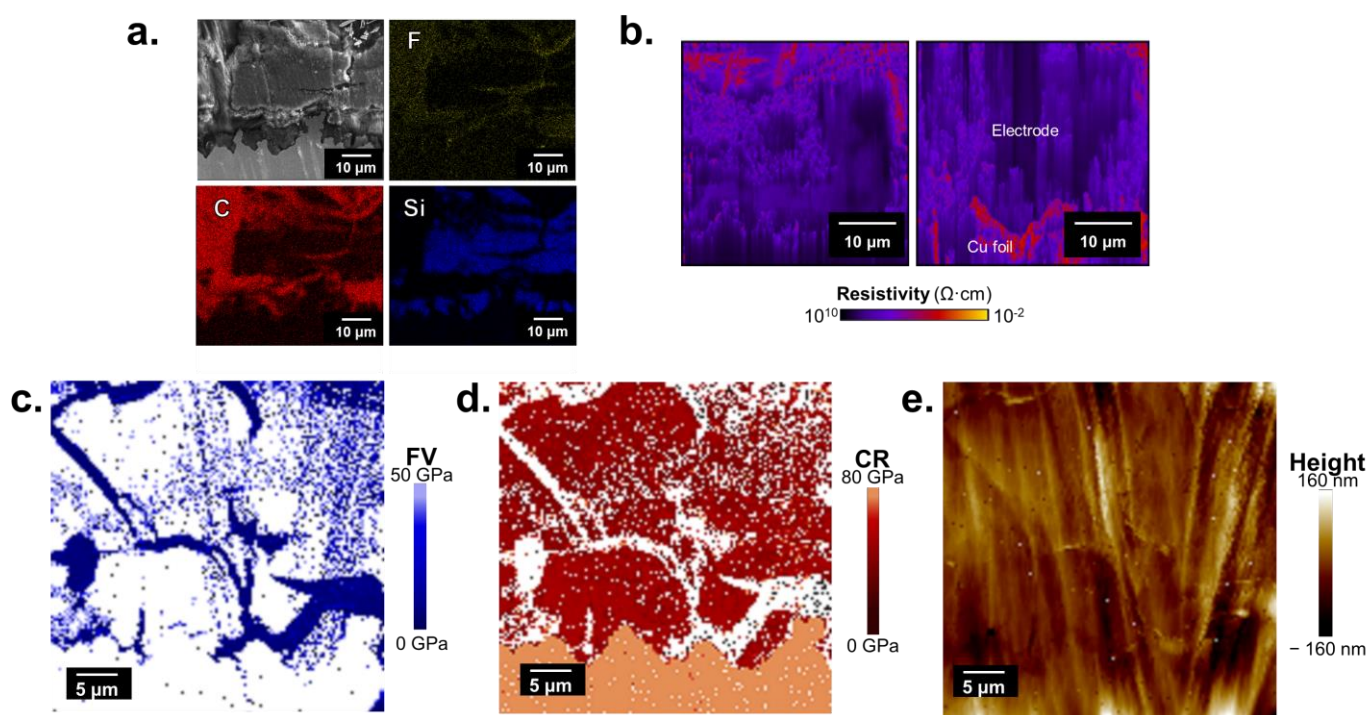 a.
F
10 µm
10 µm
C
Si
10 µm
10 µm
b.
Electrode
Cu foil
10 µm
10 µm
Resistivity (Ω·cm)
10¹⁰
10⁻²
c.
5 µm
FV
50 GPa
0 GPa
d.
5 µm
CR
80 GPa
0 GPa
e.
5 µm
Height
160 nm
− 160 nm